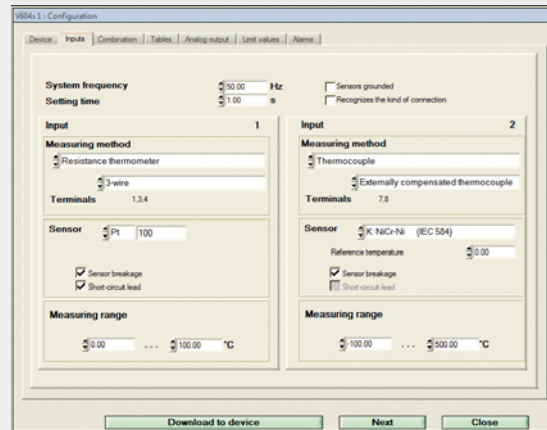 V604s 1 : Configuration
Device Inputs Combination Tables Analog output Limit values Alarms
System frequency 50.00 Hz Sensors grounded
Setting time 1.00 s Recognizes the kind of connection
Input 1
Measuring method
Resistance thermometer
3-wire
Terminals 1,3,4
Sensor Pt 100
Sensor breakage
Short-circuit lead
Measuring range
0.00 ... 100.00 °C
Input 2
Measuring method
Thermocouple
Externally compensated thermocouple
Terminals 7,8
Sensor K: NiCr-Ni (IEC 584)
Reference temperature 0.00
Sensor breakage
Short-circuit lead
Measuring range
-100.00 ... 500.00 °C
Download to device Next Close